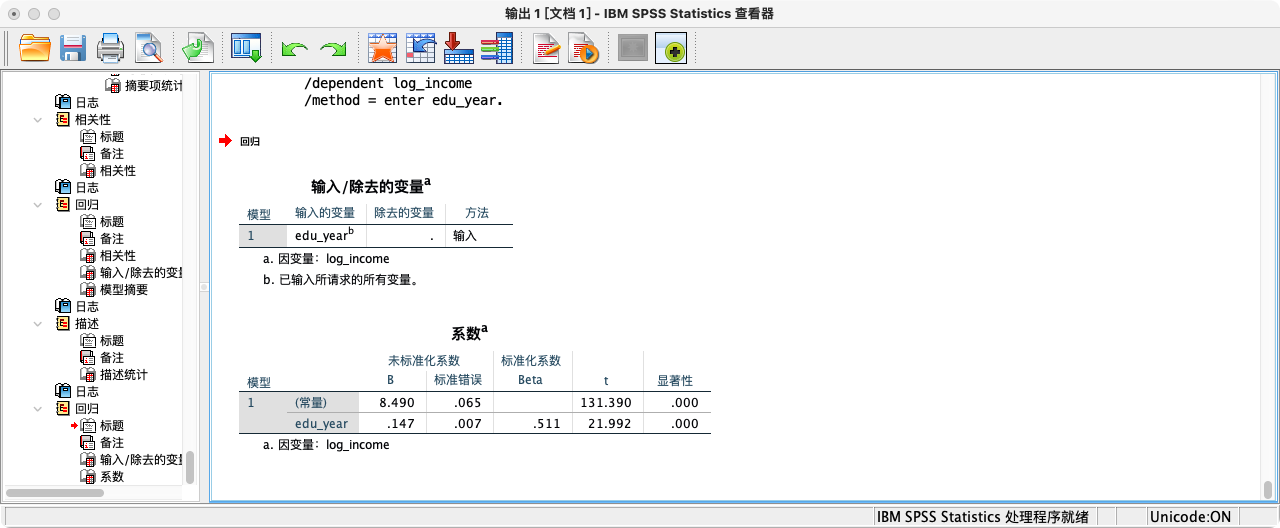 输出 1 [文档 1] - IBM SPSS Statistics 查看器
摘要项统计
日志
相关性
标题
备注
相关性
日志
回归
标题
备注
相关性
输入/除去的变
模型摘要
日志
描述
标题
备注
描述统计
日志
回归
标题
备注
输入/除去的变
系数
/dependent log_income
/method = enter edu_year.
回归
输入/除去的变量a
模型 输入的变量 除去的变量 方法
1 edu_yearb . 输入
a. 因变量：log_income
b. 已输入所请求的所有变量。
系数a
未标准化系数 标准化系数
模型 B 标准错误 Beta t 显著性
1 (常量) 8.490 .065 131.390 .000
edu_year .147 .007 .511 21.992 .000
a. 因变量：log_income
IBM SPSS Statistics 处理程序就绪 Unicode:ON